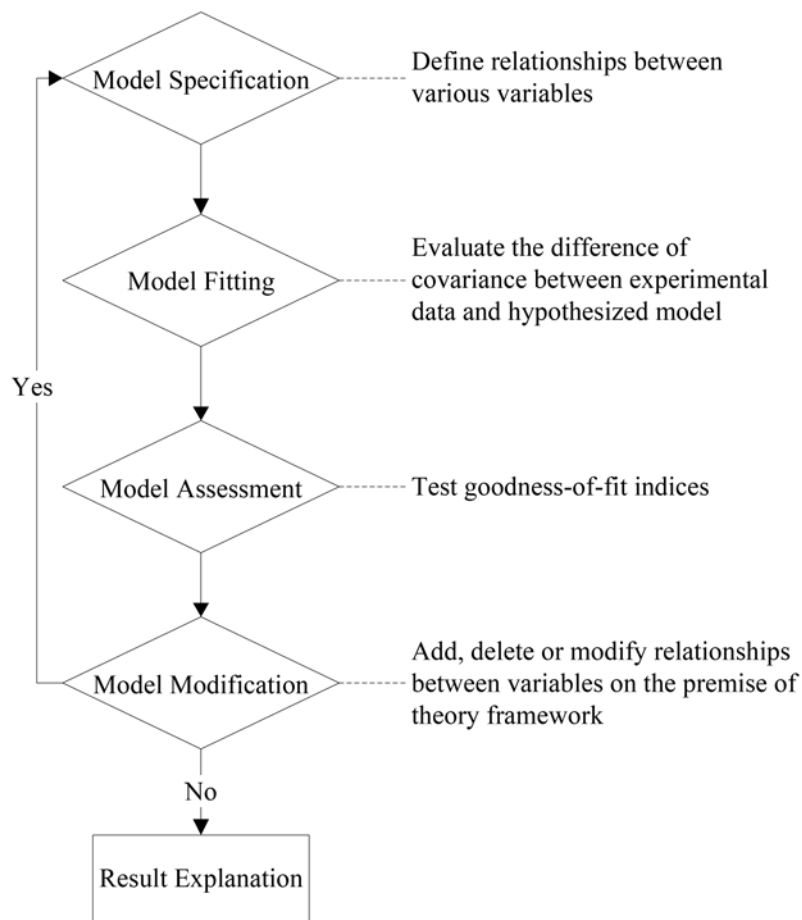 Model Specification
Define relationships between
various variables
Model Fitting
Evaluate the difference of
covariance between experimental
data and hypothesized model
Yes
Model Assessment
Test goodness-of-fit indices
Model Modification
Add, delete or modify relationships
between variables on the premise of
theory framework
No
Result Explanation